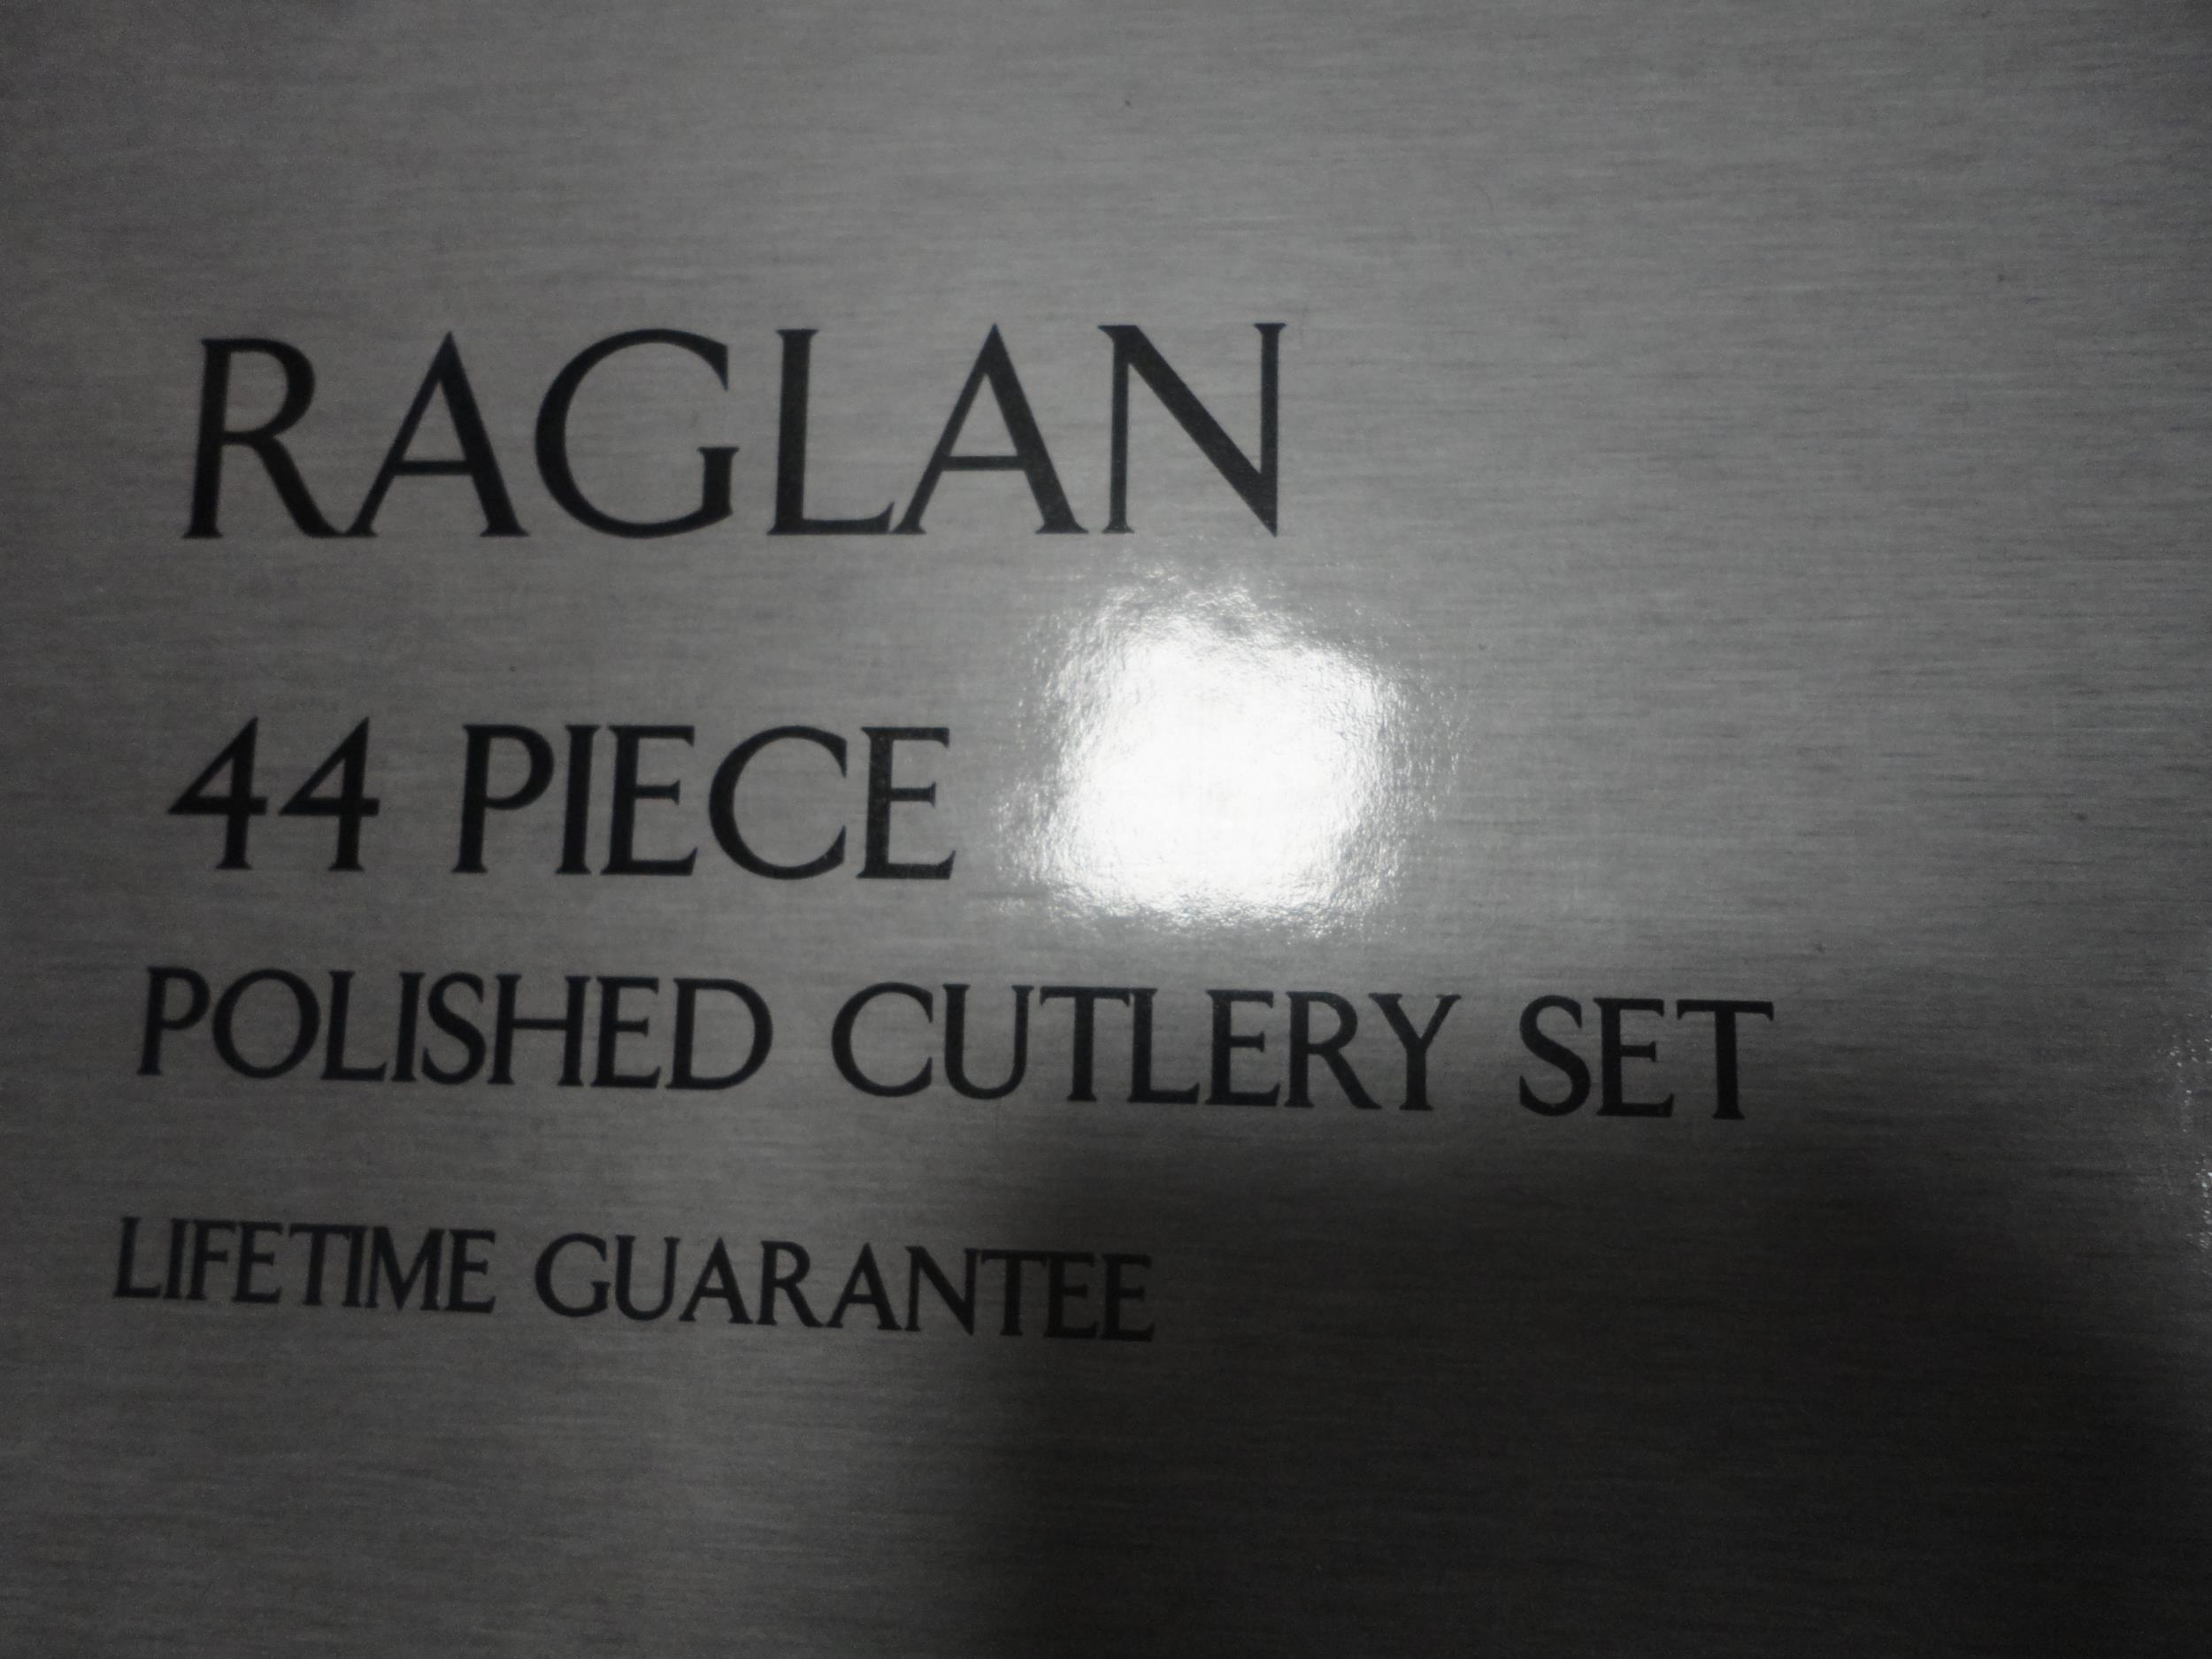 RAGLAN
44 PIECE
POLISHED CUTLERY SET
LIFETIME GUARANTEE